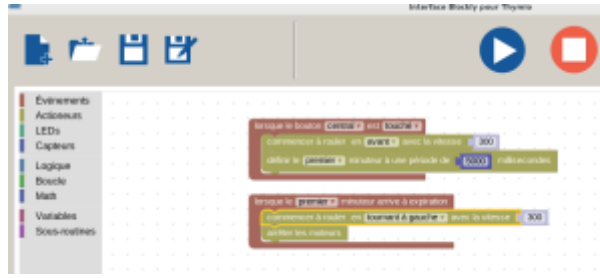 Interface Blockly pour Thymio
Événements
Actionneurs
LEDs
Capteurs
Logique
Boucle
Math
Variables
Sous-routines
lorsque le bouton central est touché
commencer à rouler en avant avec la vitesse 300
définir le premier minuteur à une période de 5000 millisecondes
lorsque le premier minuteur arrive à expiration
commencer à rouler en tournant à gauche avec la vitesse 300
arrêter les moteurs